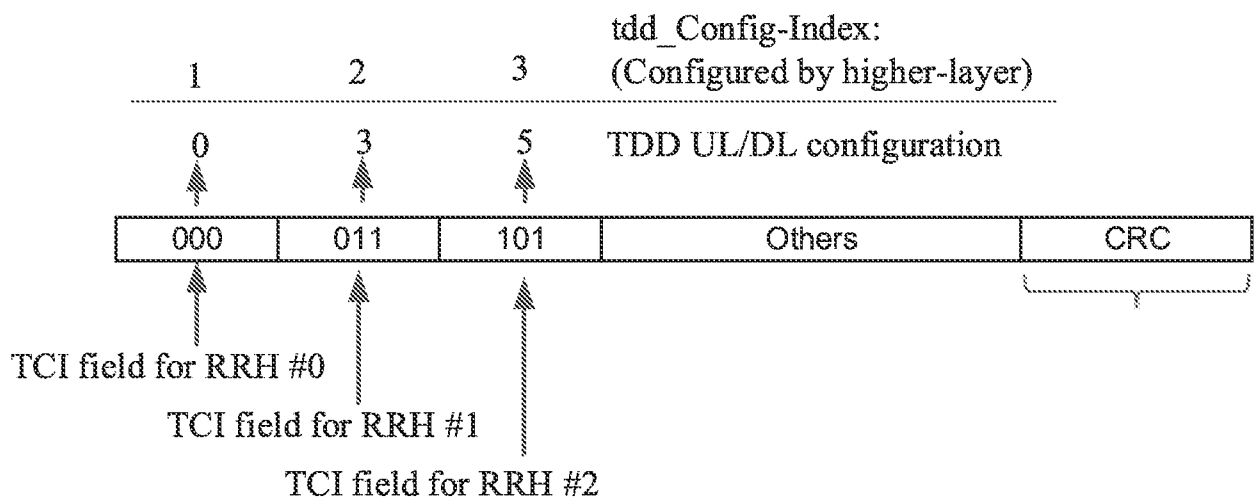 tdd_Config-Index:
1 2 3 (Configured by higher-layer)
0 3 5 TDD UL/DL configuration
000 011 101 Others CRC
TCI field for RRH #0
TCI field for RRH #1
TCI field for RRH #2